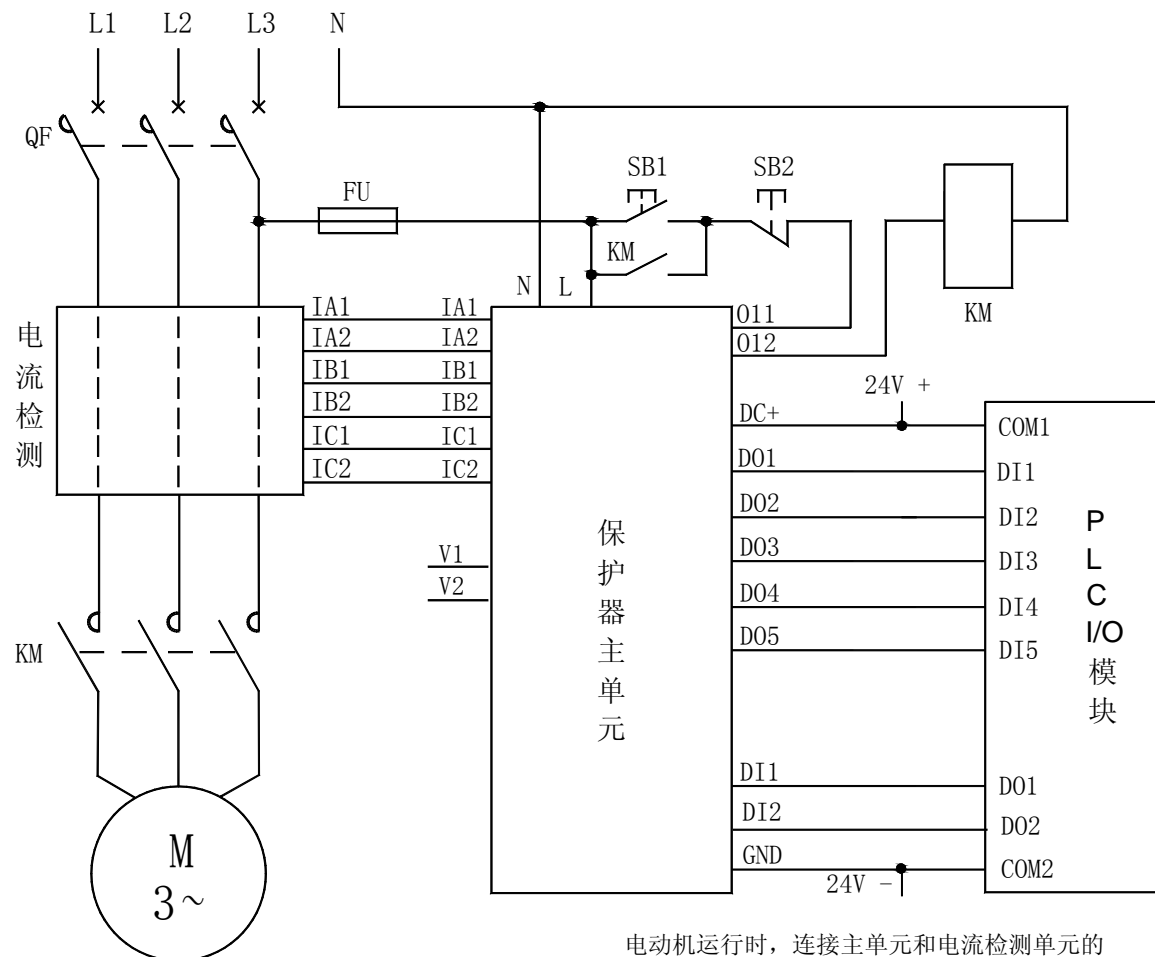 L1 L2 L3 N
QF
FU
SB1 SB2
KM
N L
KM
电流检测
IA1 IA1
IA2 IA2
IB1 IB1
IB2 IB2
IC1 IC1
IC2 IC2
V1
V2
保护器主单元
O11
O12
24V +
DC+ COM1
DO1 DI1
DO2 DI2
DO3 DI3
DO4 DI4
DO5 DI5
PLC I/O模块
DI1 DO1
DI2 DO2
GND COM2
24V -
KM
M
3~
电动机运行时，连接主单元和电流检测单元的